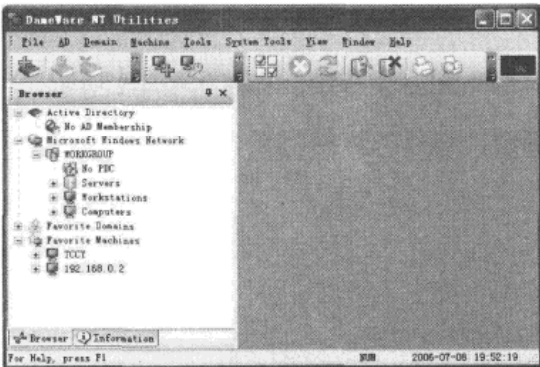 DameWare NT Utilities
File AD Domain Machine Tools System Tools View Window Help
Browser
Active Directory
No AD Membership
Microsoft Windows Network
WORKGROUP
No PDC
Servers
Workstations
Computers
Favorite Domains
Favorite Machines
TCCY
192.168.0.2
Browser Information
For Help, press F1 NUM 2006-07-08 19:52:19